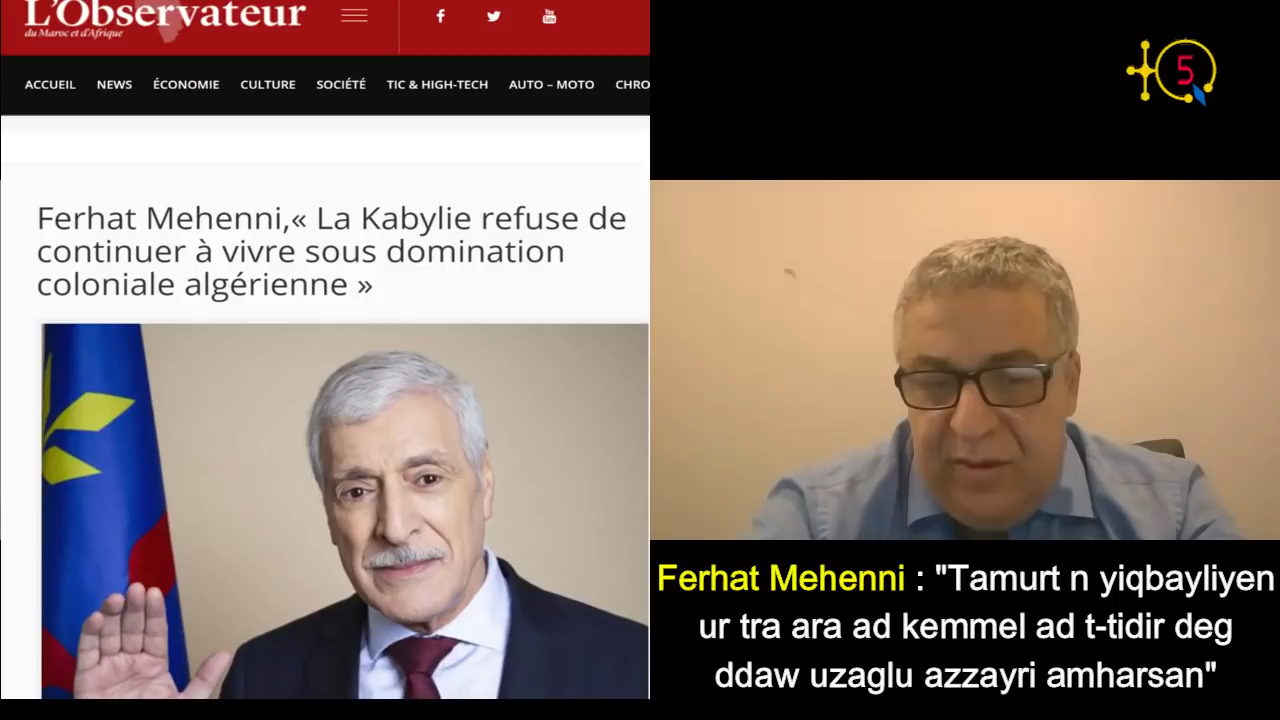 L'Observateur
du Maroc et d'Afrique
You
Tube
ACCUEIL NEWS ÉCONOMIE CULTURE SOCIÉTÉ TIC & HIGH-TECH AUTO – MOTO CHRO
5
Ferhat Mehenni,« La Kabylie refuse de
continuer à vivre sous domination
coloniale algérienne »
Ferhat Mehenni : "Tamurt n yiqbayliyen
ur tra ara ad kemmel ad t-tidir deg
ddaw uzaglu azzayri amharsan"